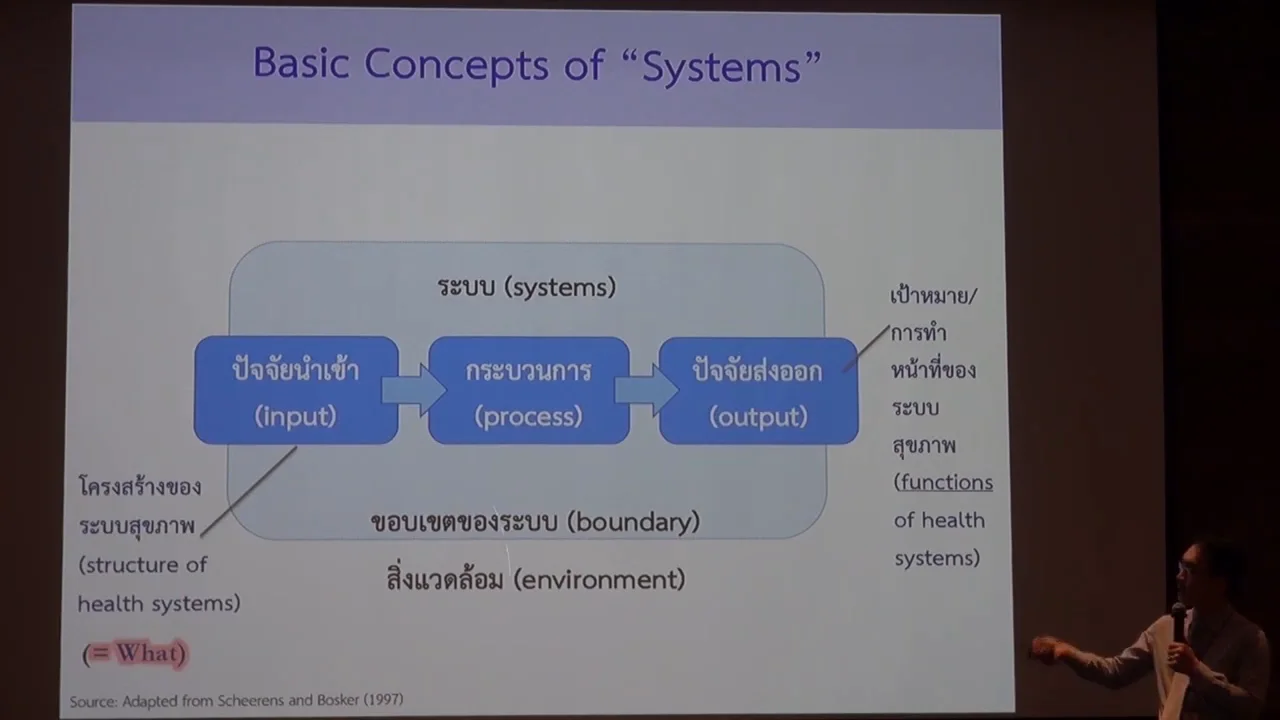 Basic Concepts of “Systems”
ระบบ (systems)
ปัจจัยนำเข้า
(input)
กระบวนการ
(process)
ปัจจัยส่งออก
(output)
เป้าหมาย/
การทำ
หน้าที่ของ
ระบบ
สุขภาพ
(functions
of health
systems)
โครงสร้างของ
ระบบสุขภาพ
(structure of
health systems)
(= What)
ขอบเขตของระบบ (boundary)
สิ่งแวดล้อม (environment)
Source: Adapted from Scheerens and Bosker (1997)